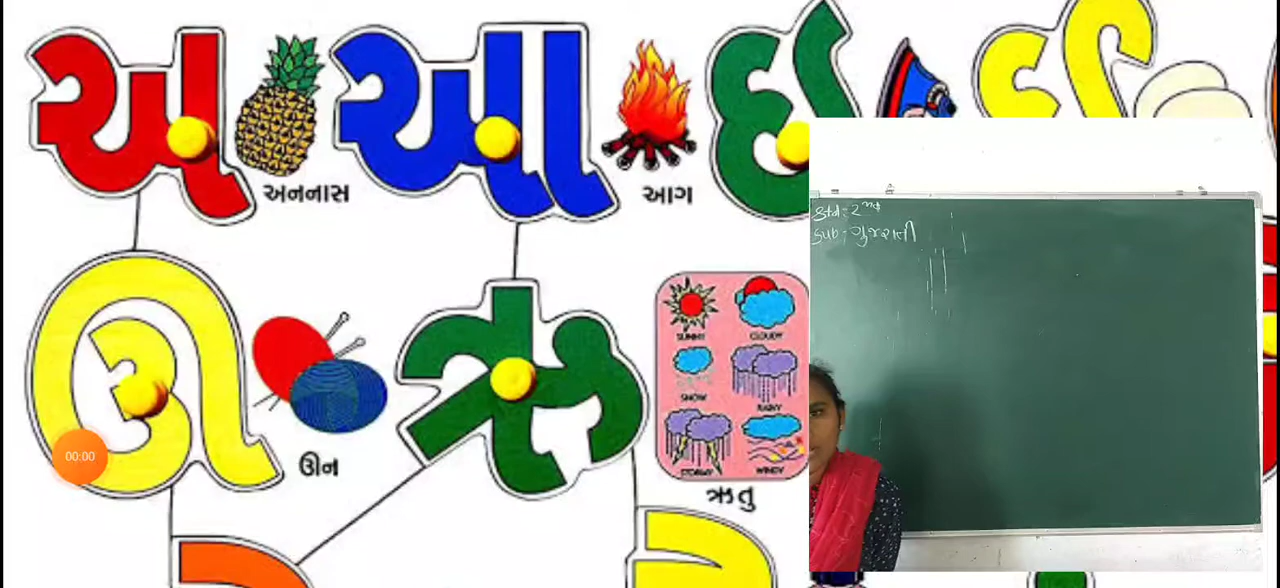 અ
આ
ઇ
ઈ
અનનાસ
આગ
Std = 2nd
Sub = ગુજરાતી
ઊ
ઋ
SUNNY CLOUDY
SNOW RAINY
STORMY WINDY
ઊન
ઋતુ
00:00